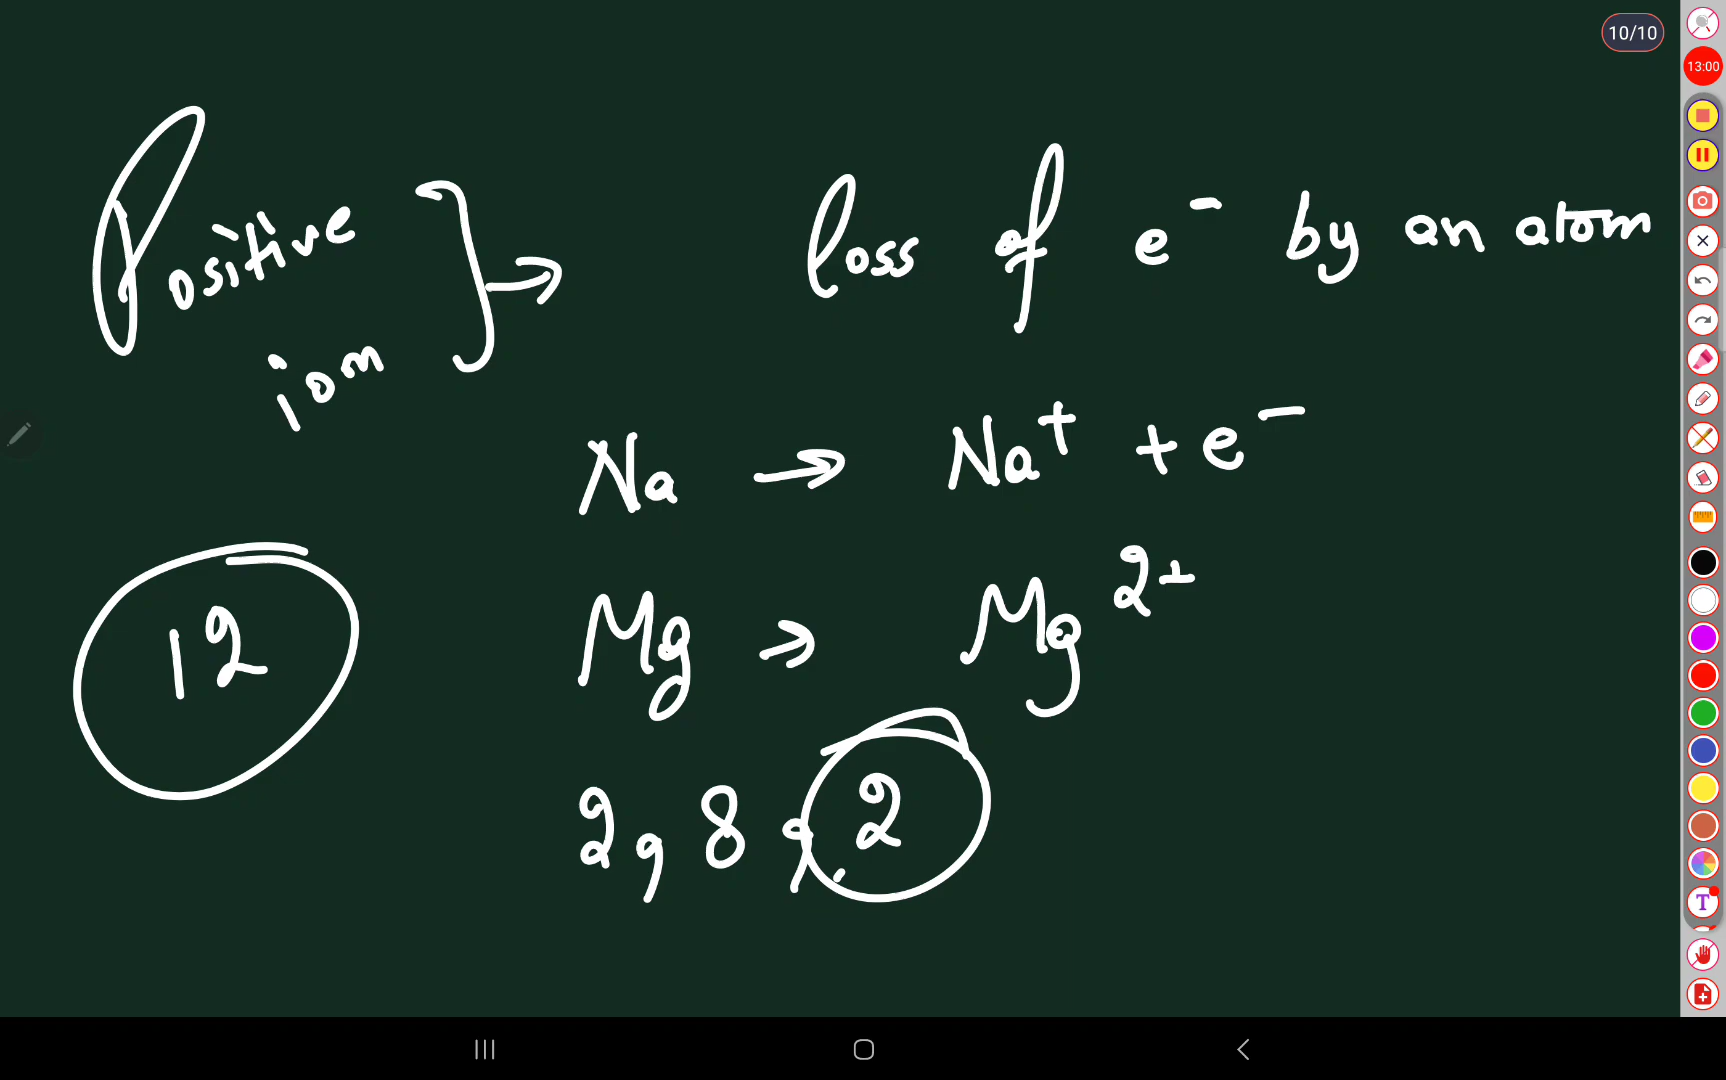 10/10
13:00
Positive
ion
loss of e⁻ by an atom
Na → Na⁺ + e⁻
12
Mg → Mg²⁺
2, 8, 2
T